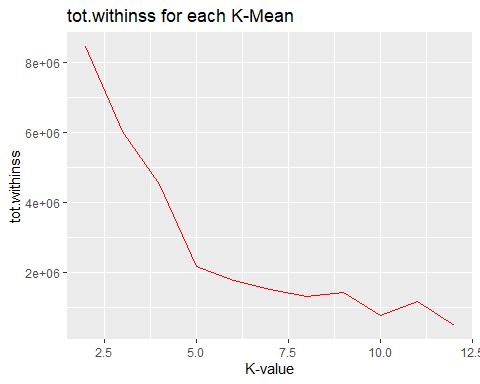 tot.withinss for each K-Mean
8e+06
6e+06
4e+06
2e+06
tot.withinss
2.5 5.0 7.5 10.0 12.5
K-value